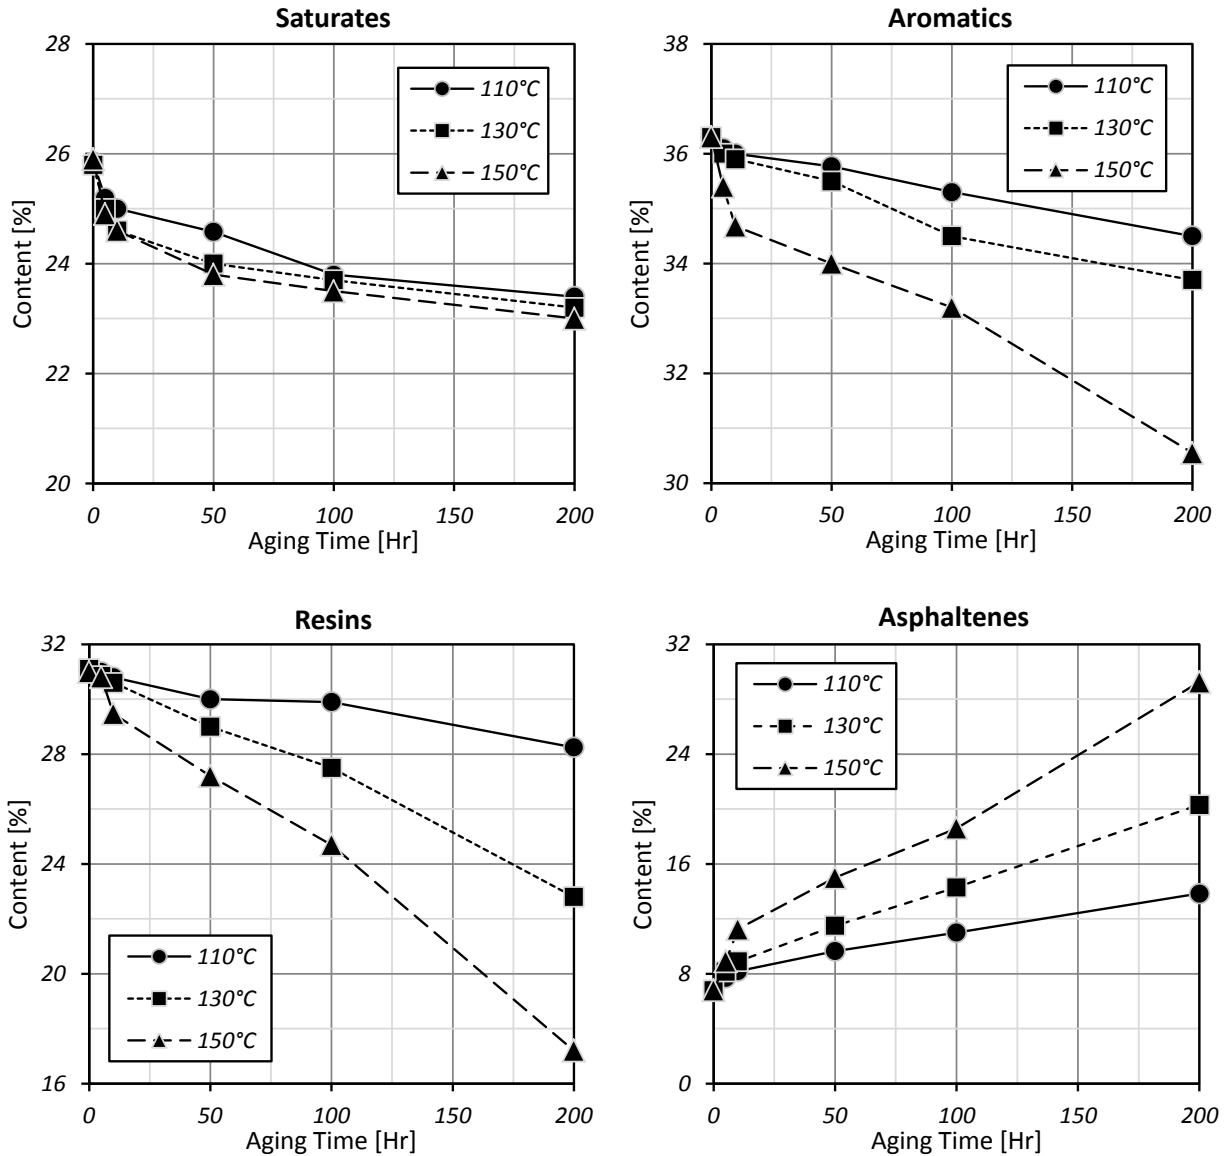 Saturates
28
26
24
22
20
Content [%]
110°C
130°C
150°C
0 50 100 150 200
Aging Time [Hr]
Aromatics
38
36
34
32
30
Content [%]
110°C
130°C
150°C
0 50 100 150 200
Aging Time [Hr]
Resins
32
28
24
20
16
Content [%]
110°C
130°C
150°C
0 50 100 150 200
Aging Time [Hr]
Asphaltenes
32
24
16
8
0
Content [%]
110°C
130°C
150°C
0 50 100 150 200
Aging Time [Hr]